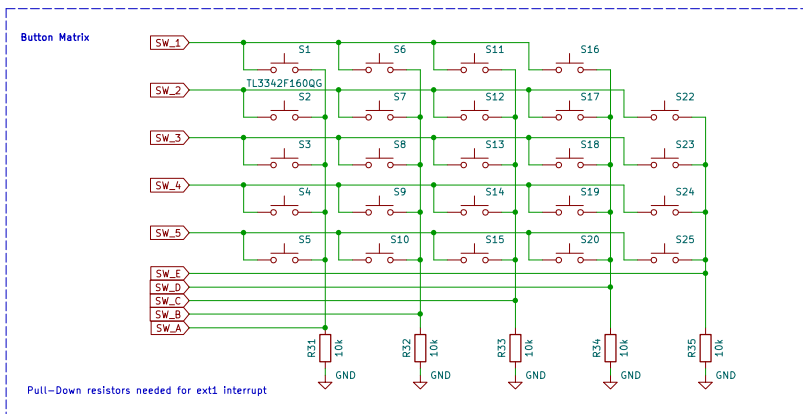 Button Matrix
SW_1
S1
S6
S11
S16
TL3342F160QG
SW_2
S2
S7
S12
S17
S22
SW_3
S3
S8
S13
S18
S23
SW_4
S4
S9
S14
S19
S24
SW_5
S5
S10
S15
S20
S25
SW_E
SW_D
SW_C
SW_B
SW_A
R31
10k
R32
10k
R33
10k
R34
10k
R35
10k
GND
GND
GND
GND
GND
Pull-Down resistors needed for ext1 interrupt